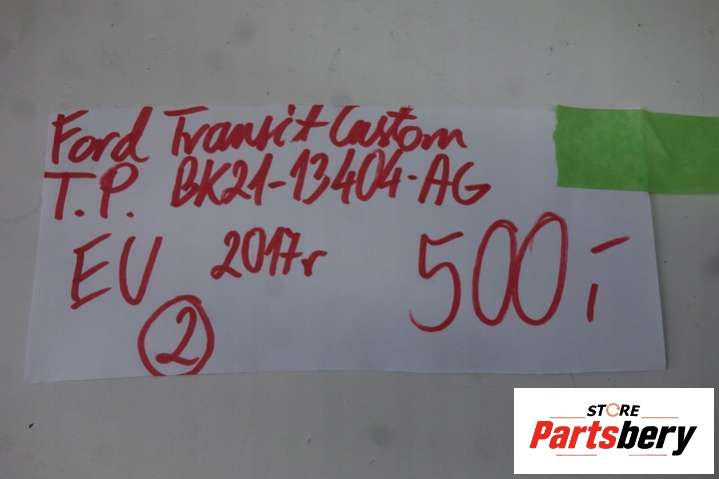 Ford Transit Custom
T.P. BK21-13404-AG
EU 2017r 500,-
2
STORE
Partsbery